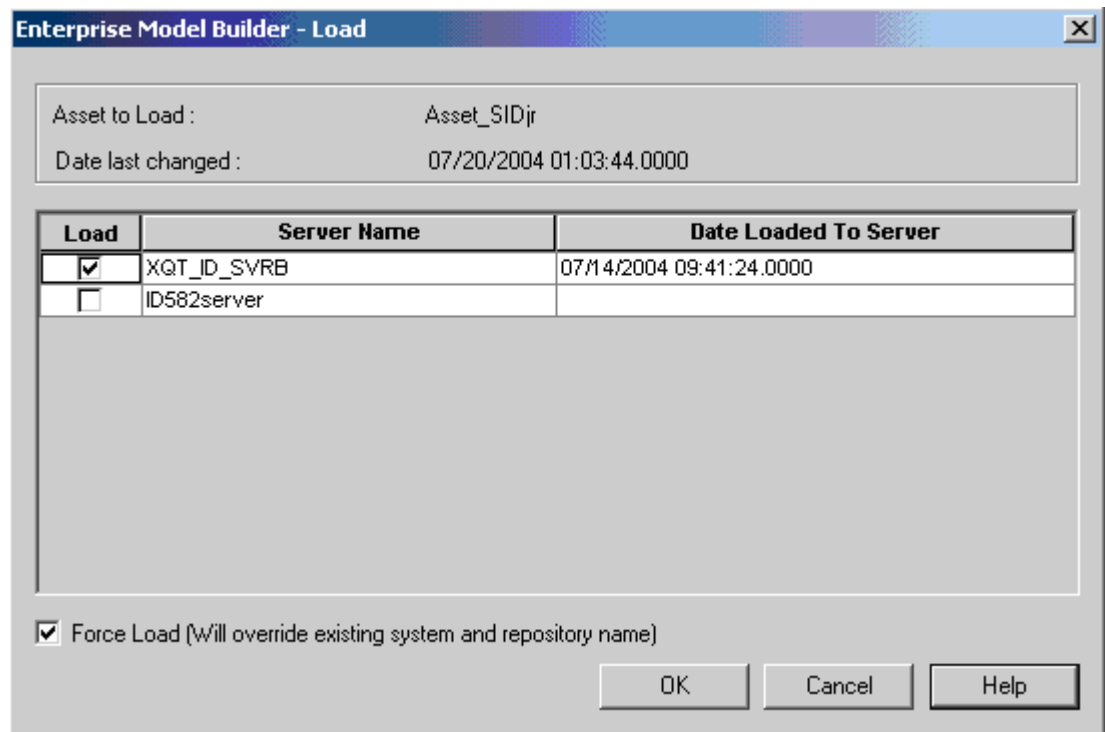 Enterprise Model Builder - Load
Asset to Load : Asset_SIDjr
Date last changed : 07/20/2004 01:03:44.0000
Load Server Name Date Loaded To Server
XQT_ID_SVRB 07/14/2004 09:41:24.0000
ID582server
Force Load (Will override existing system and repository name)
OK Cancel Help